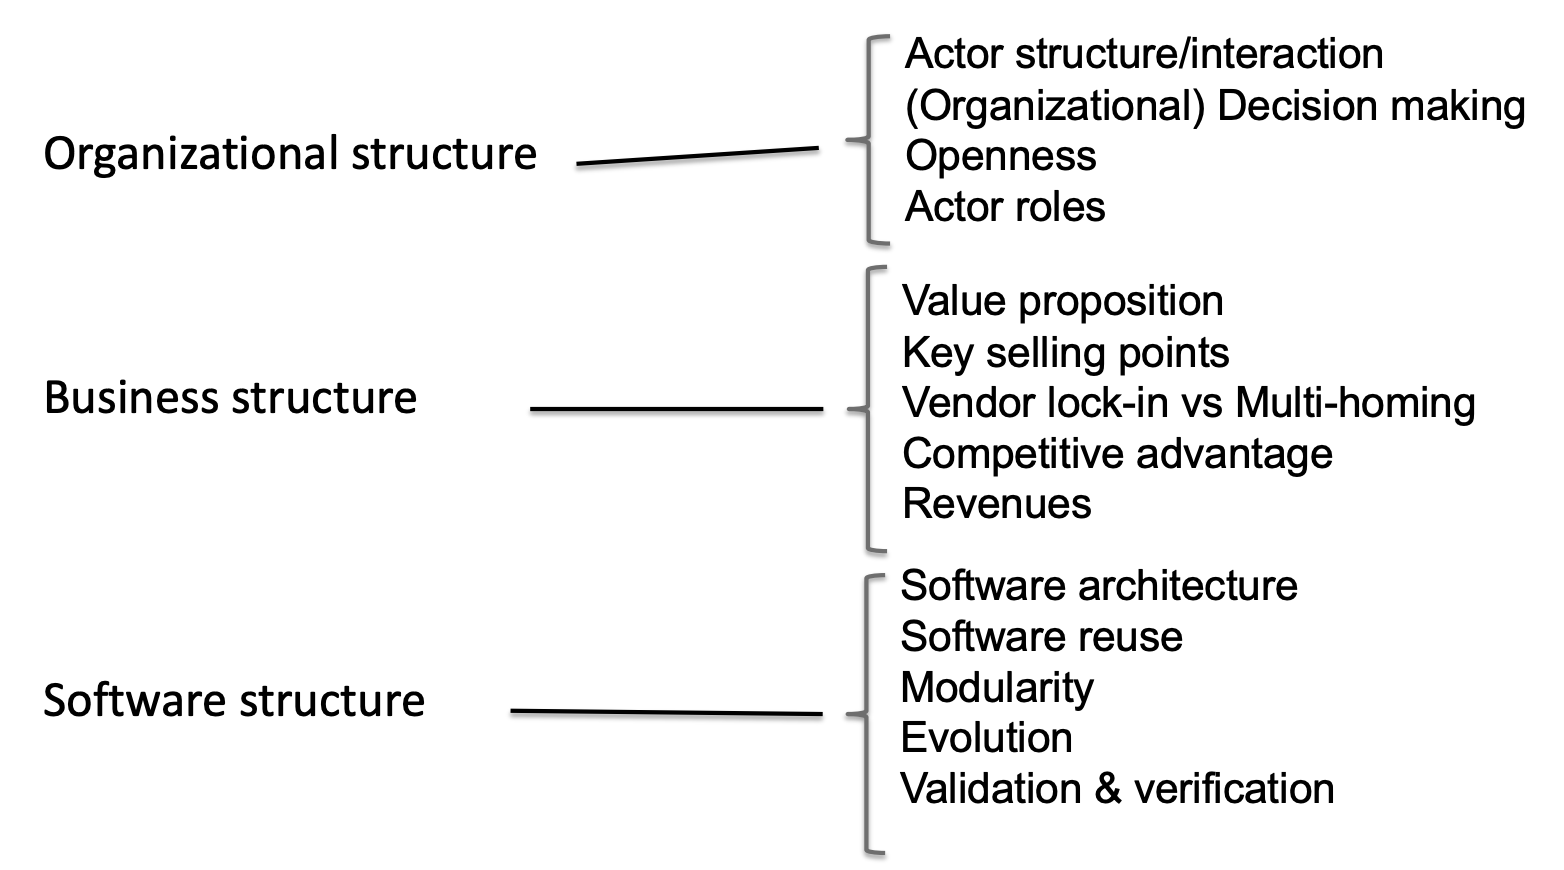 Organizational structure
Actor structure/interaction
(Organizational) Decision making
Openness
Actor roles
Business structure
Value proposition
Key selling points
Vendor lock-in vs Multi-homing
Competitive advantage
Revenues
Software structure
Software architecture
Software reuse
Modularity
Evolution
Validation & verification